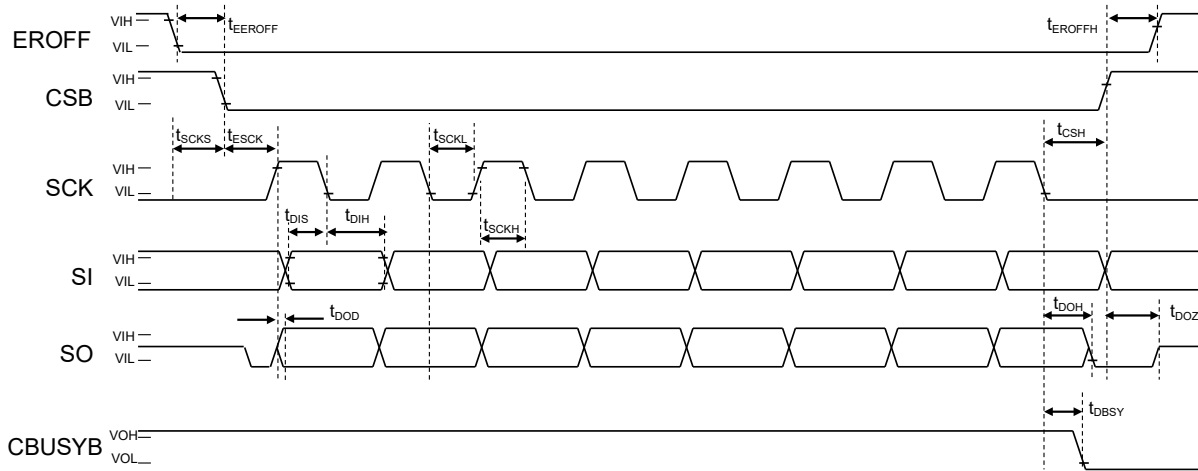 EROFF
VIH
VIL
tEEROFF
tEROFFH
CSB
VIH
VIL
tSCKS
tESCK
tSCKL
tCSH
SCK
VIH
VIL
tDIS
tDIH
tSCKH
SI
VIH
VIL
tDOD
tDOH
tDOZ
SO
VIH
VIL
tDBSY
CBUSYB
VOH
VOL